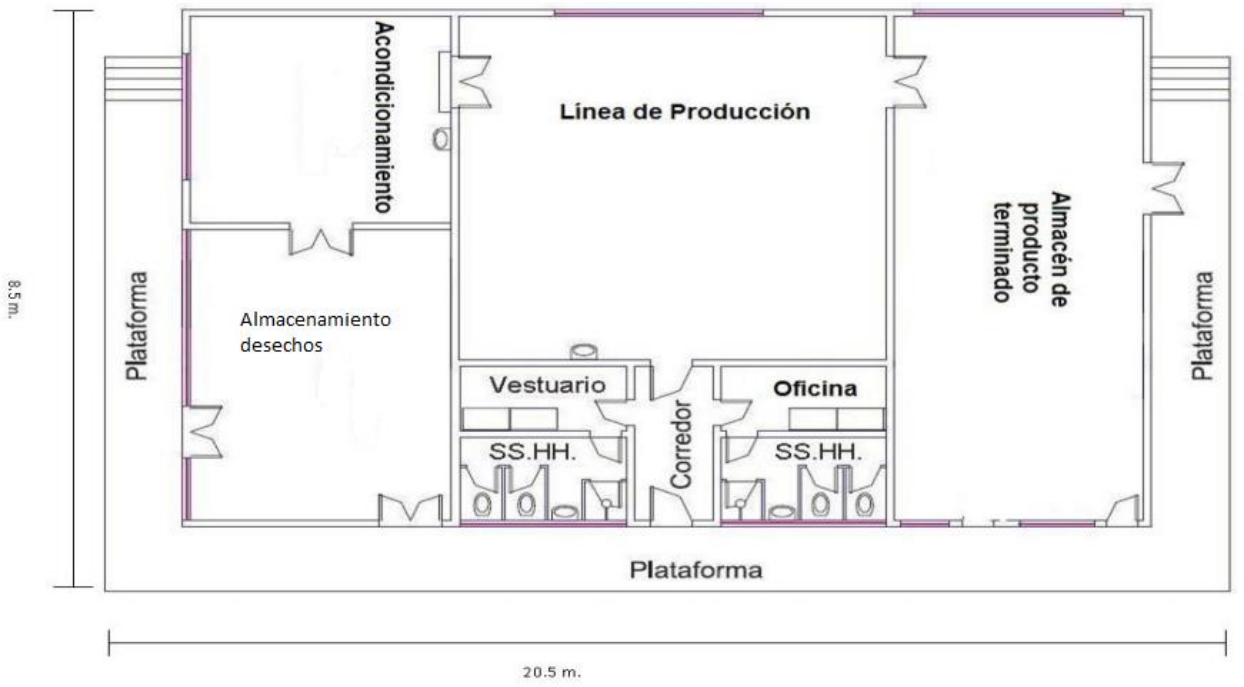 Acondicionamiento
Línea de Producción
Almacén de
producto
terminado
Plataforma
8.5 m.
Almacenamiento
desechos
Plataforma
Vestuario
Corredor
Oficina
SS.HH.
SS.HH.
Plataforma
20.5 m.